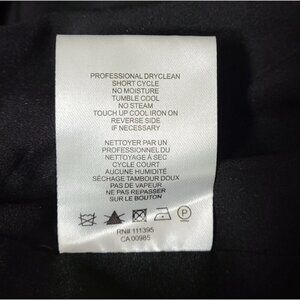 PROFESSIONAL DRYCLEAN
SHORT CYCLE
NO MOISTURE
TUMBLE COOL
NO STEAM
TOUCH UP COOL IRON ON
REVERSE SIDE
IF NECESSARY
NETTOYER PAR UN
PROFESSIONNEL DU
NETTOYAGE À SEC
CYCLE COURT
AUCUNE HUMIDITÉ
SÉCHAGE TAMBOUR DOUX
PAS DE VAPEUR
NE PAS REPASSER
SUR LE BOUTON
P
RN# 111395
CA 00985